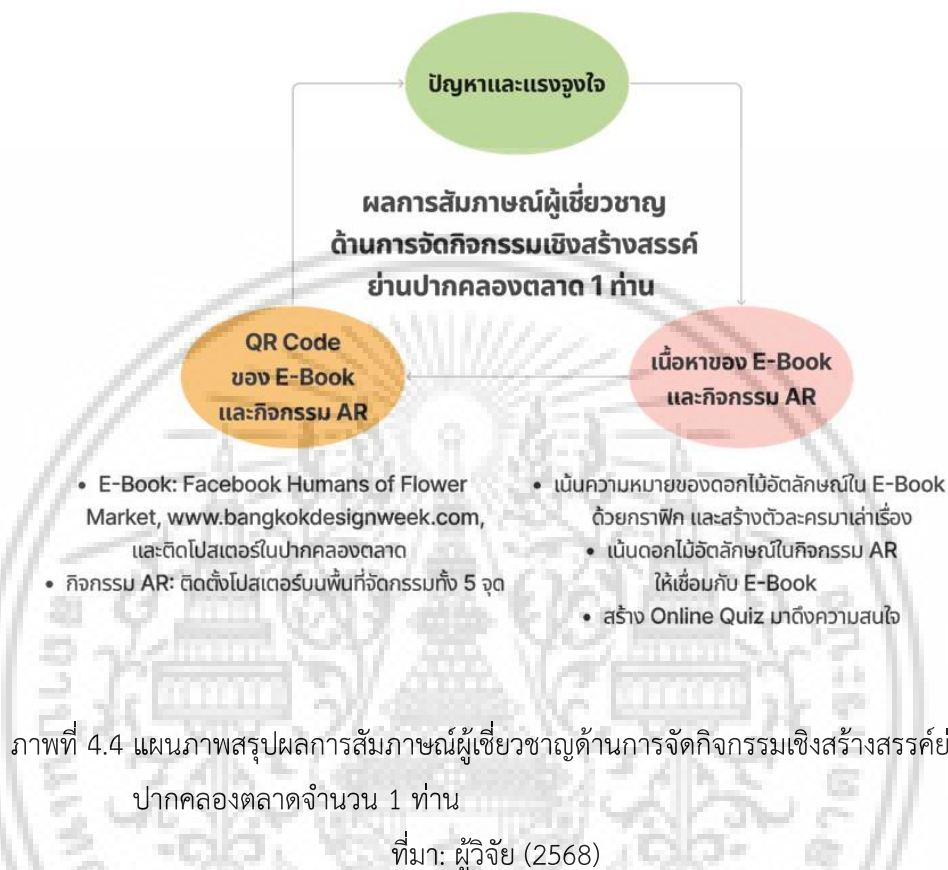 ปัญหาและแรงจูงใจ
ผลการสัมภาษณ์ผู้เชี่ยวชาญ
ด้านการจัดกิจกรรมเชิงสร้างสรรค์
ย่านปากคลองตลาด 1 ท่าน
QR Code
ของ E-Book
และกิจกรรม AR
เนื้อหาของ E-Book
และกิจกรรม AR
• E-Book: Facebook Humans of Flower
Market, www.bangkokdesignweek.com,
และติดโปสเตอร์ในปากคลองตลาด
• กิจกรรม AR: ติดตั้งโปสเตอร์บนพื้นที่จัดกรรมทั้ง 5 จุด
• เน้นความหมายของดอกไม้อัตลักษณ์ใน E-Book
ด้วยกราฟิก และสร้างตัวละครมาเล่าเรื่อง
• เน้นดอกไม้อัตลักษณ์ในกิจกรรม AR
ให้เชื่อมกับ E-Book
• สร้าง Online Quiz มาดึงความสนใจ
ภาพที่ 4.4 แผนภาพสรุปผลการสัมภาษณ์ผู้เชี่ยวชาญด้านการจัดกิจกรรมเชิงสร้างสรรค์ย่
ปากคลองตลาดจำนวน 1 ท่าน
ที่มา: ผู้วิจัย (2568)